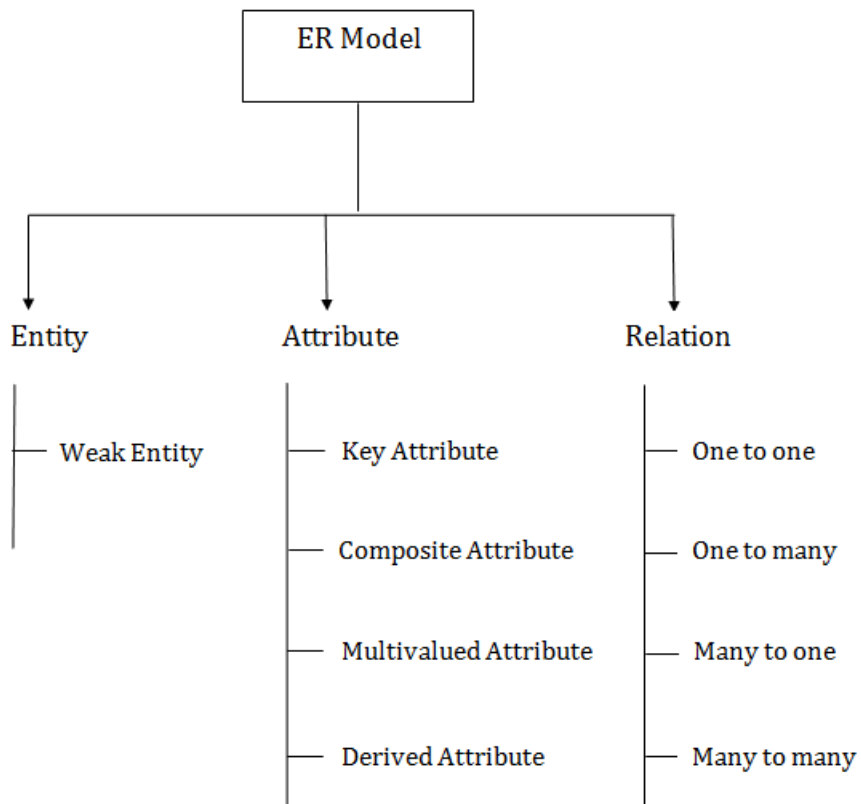 ER Model
Entity
Attribute
Relation
Weak Entity
Key Attribute
One to one
Composite Attribute
One to many
Multivalued Attribute
Many to one
Derived Attribute
Many to many